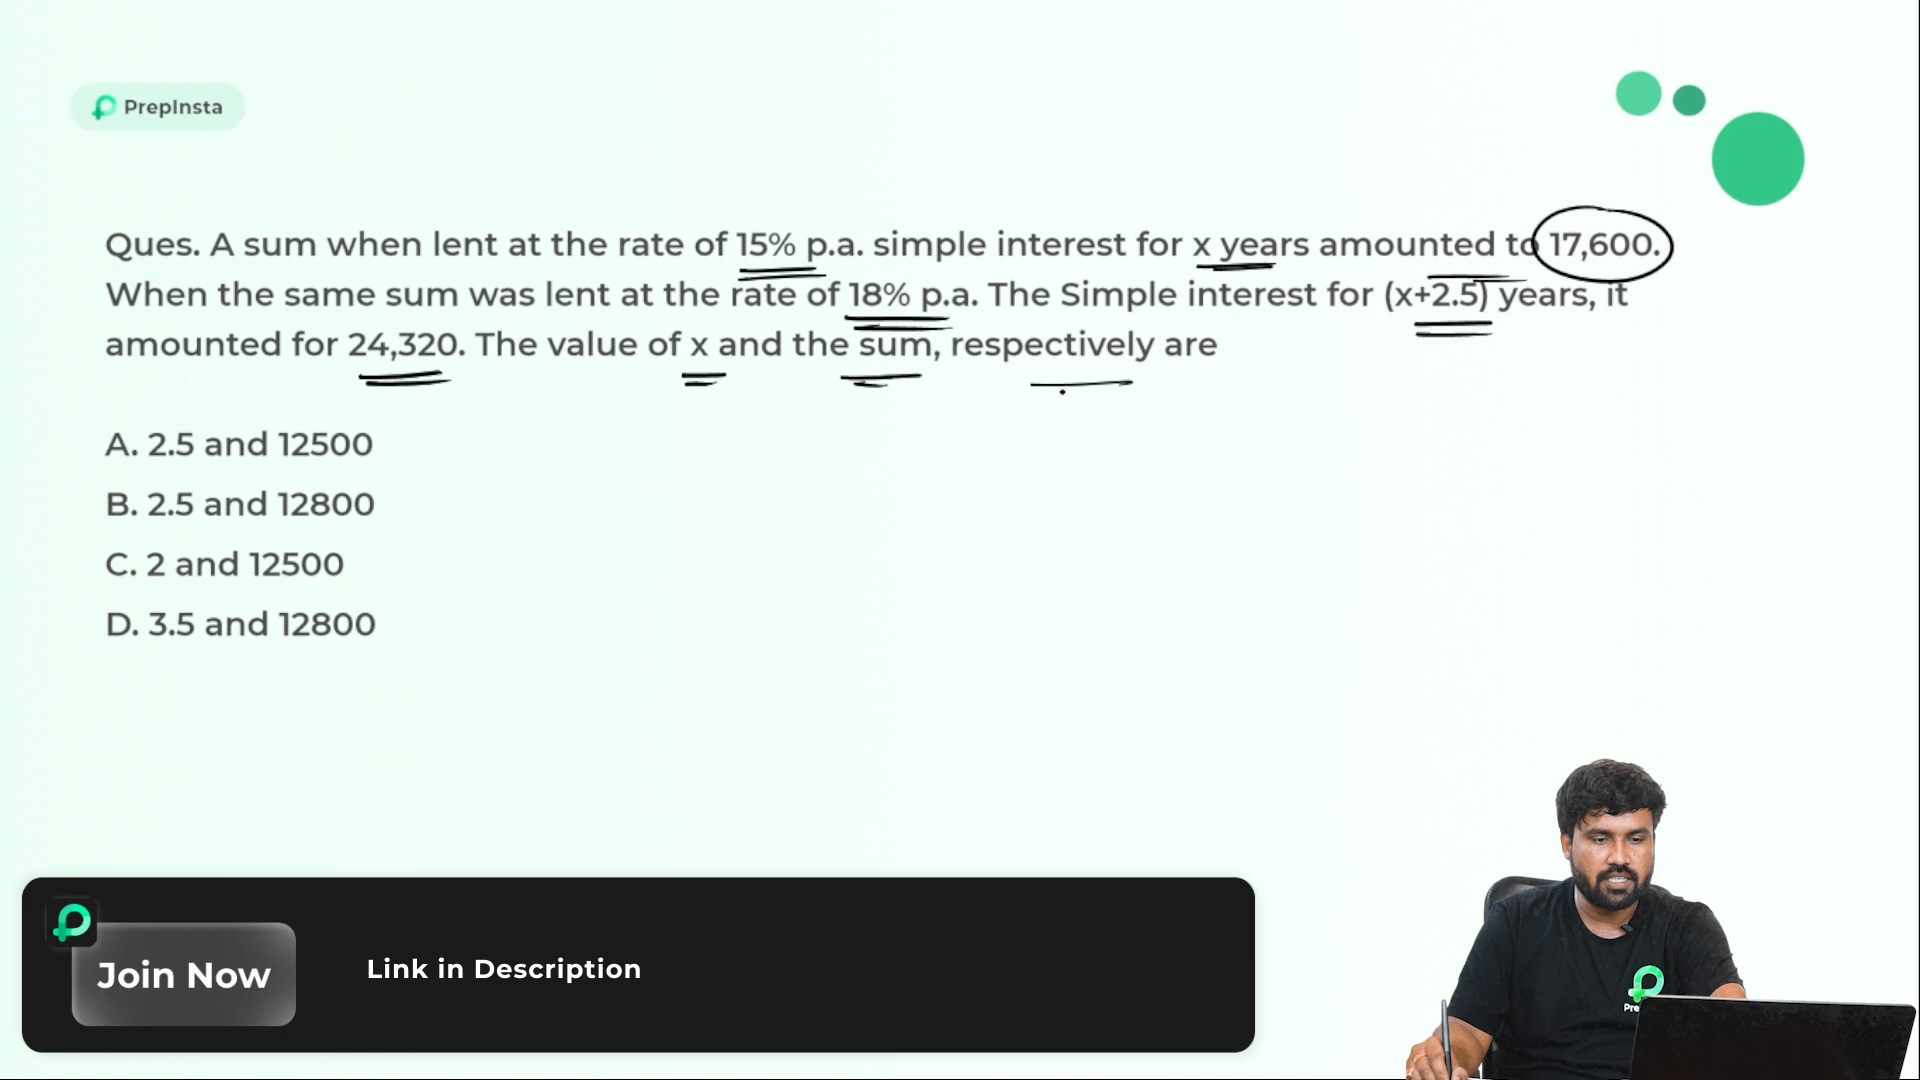 PrepInsta
Ques. A sum when lent at the rate of 15% p.a. simple interest for x years amounted to 17,600.
When the same sum was lent at the rate of 18% p.a. The Simple interest for (x+2.5) years, it
amounted for 24,320. The value of x and the sum, respectively are
A. 2.5 and 12500
B. 2.5 and 12800
C. 2 and 12500
D. 3.5 and 12800
Join Now
Link in Description